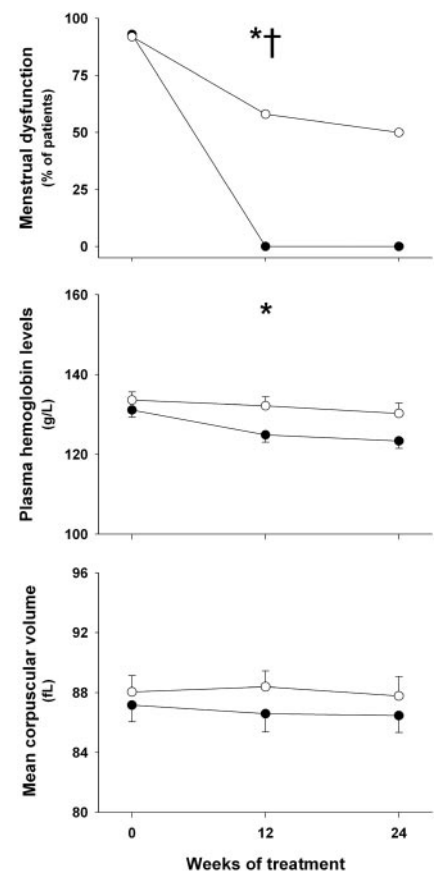 Menstrual dysfunction
(% of patients)
100
75
50
25
0
*†
Plasma hemoglobin levels
(g/L)
160
140
120
100
*
Mean corpuscular volume
(fL)
96
92
88
84
80
0 12 24
Weeks of treatment